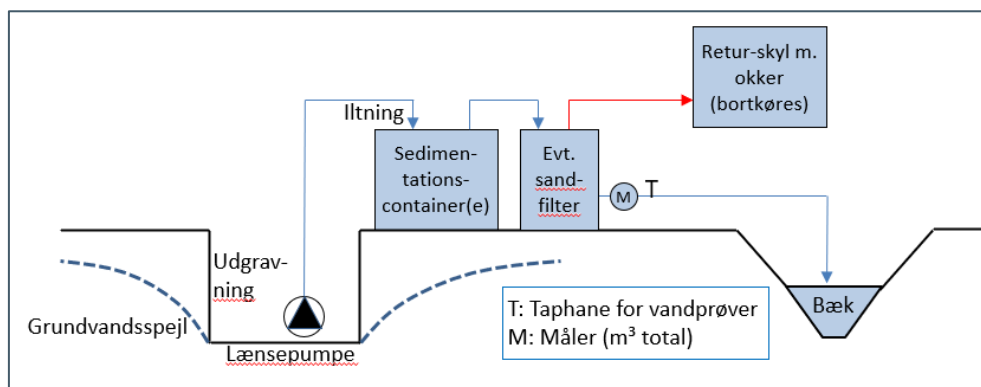 Retur-skyl m.
okker
(bortkøres)
Iltning
Sedimen-
tations-
container(e)
Evt.
sand-
filter
M
T
Udgrav-
ning
Grundvandsspejl
Lænsepumpe
T: Taphane for vandprøver
M: Måler (m³ total)
Bæk